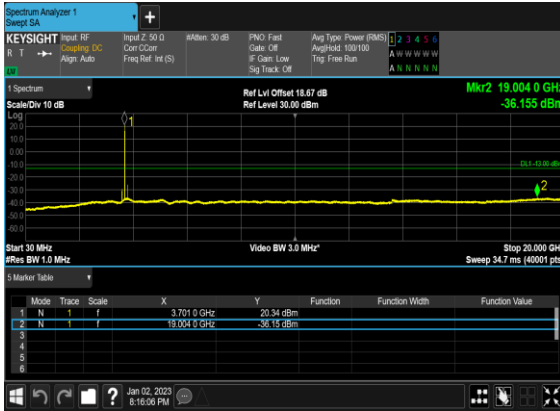 Spectrum Analyzer 1
Swept SA
+
KEYSIGHT Input: RF Input Z: 50 Ω #Atten: 30 dB PNO: Fast Avg Type: Power (RMS) 1 2 3 4 5 6
R T Coupling: DC Corr CCorr Gate: Off Avg|Hold: 100/100 A W W W W W
Align: Auto Freq Ref: Int (S) IF Gain: Low Trig: Free Run
Sig Track: Off A N N N N N
1 Spectrum Ref Lvl Offset 18.67 dB Mkr2 19.004 0 GHz
Scale/Div 10 dB Ref Level 30.00 dBm -36.155 dBm
Log
20.0
10.0
0.00
-10.0
DL1 -13.00 dBm
-20.0
-30.0
-40.0
-50.0
-60.0
1
2
Start 30 MHz Video BW 3.0 MHz* Stop 20.000 GH
#Res BW 1.0 MHz Sweep 34.7 ms (40001 pts
5 Marker Table
Mode Trace Scale X Y Function Function Width Function Value
1 N 1 f 3.701 0 GHz 20.34 dBm
2 N 1 f 19.004 0 GHz -36.15 dBm
3
4
5
6
? Jan 02, 2023
8:16:06 PM